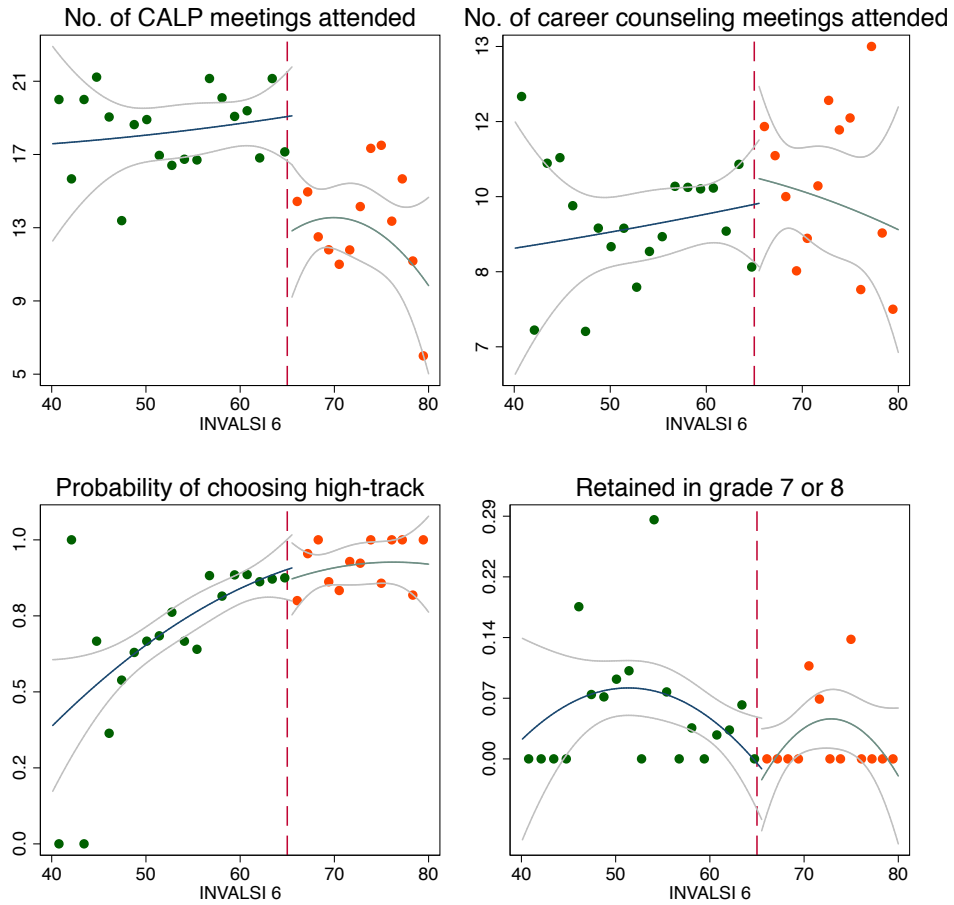 No. of CALP meetings attended
21
17
13
9
5
40 50 60 70 80
INVALSI 6
No. of career counseling meetings attended
13
12
10
8
7
40 50 60 70 80
INVALSI 6
Probability of choosing high-track
1.0
0.8
0.5
0.2
0.0
40 50 60 70 80
INVALSI 6
Retained in grade 7 or 8
0.29
0.22
0.14
0.07
0.00
40 50 60 70 80
INVALSI 6